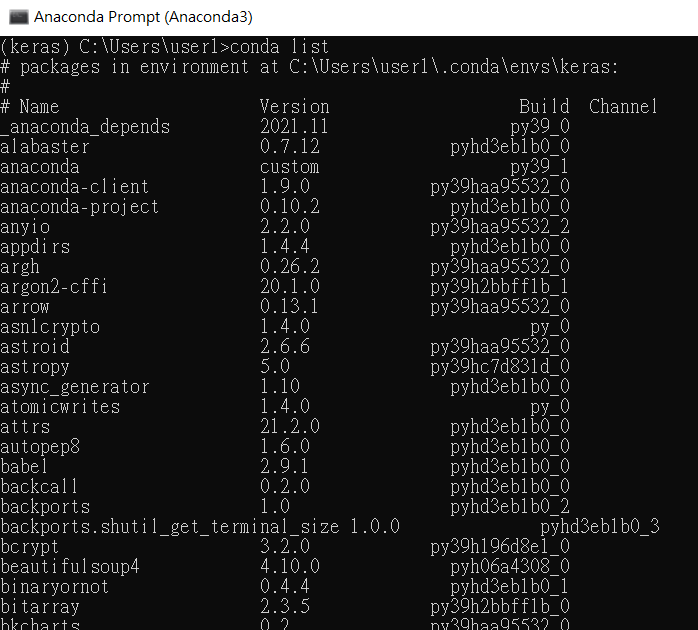 Anaconda Prompt (Anaconda3)
(keras) C:\Users\user1>conda list
# packages in environment at C:\Users\user1\.conda\envs\keras:
#
# Name Version Build Channel
_anaconda_depends 2021.11 py39_0
alabaster 0.7.12 pyhd3eb1b0_0
anaconda custom py39_1
anaconda-client 1.9.0 py39haa95532_0
anaconda-project 0.10.2 pyhd3eb1b0_0
anyio 2.2.0 py39haa95532_2
appdirs 1.4.4 pyhd3eb1b0_0
argh 0.26.2 py39haa95532_0
argon2-cffi 20.1.0 py39h2bbff1b_1
arrow 0.13.1 py39haa95532_0
asn1crypto 1.4.0 py_0
astroid 2.6.6 py39haa95532_0
astropy 5.0 py39hc7d831d_0
async_generator 1.10 pyhd3eb1b0_0
atomicwrites 1.4.0 py_0
attrs 21.2.0 pyhd3eb1b0_0
autopep8 1.6.0 pyhd3eb1b0_0
babel 2.9.1 pyhd3eb1b0_0
backcall 0.2.0 pyhd3eb1b0_0
backports 1.0 pyhd3eb1b0_2
backports.shutil_get_terminal_size 1.0.0 pyhd3eb1b0_3
bcrypt 3.2.0 py39h196d8e1_0
beautifulsoup4 4.10.0 pyh06a4308_0
binaryornot 0.4.4 pyhd3eb1b0_1
bitarray 2.3.5 py39h2bbff1b_0
bkcharts 0.2 py39haa95532_0